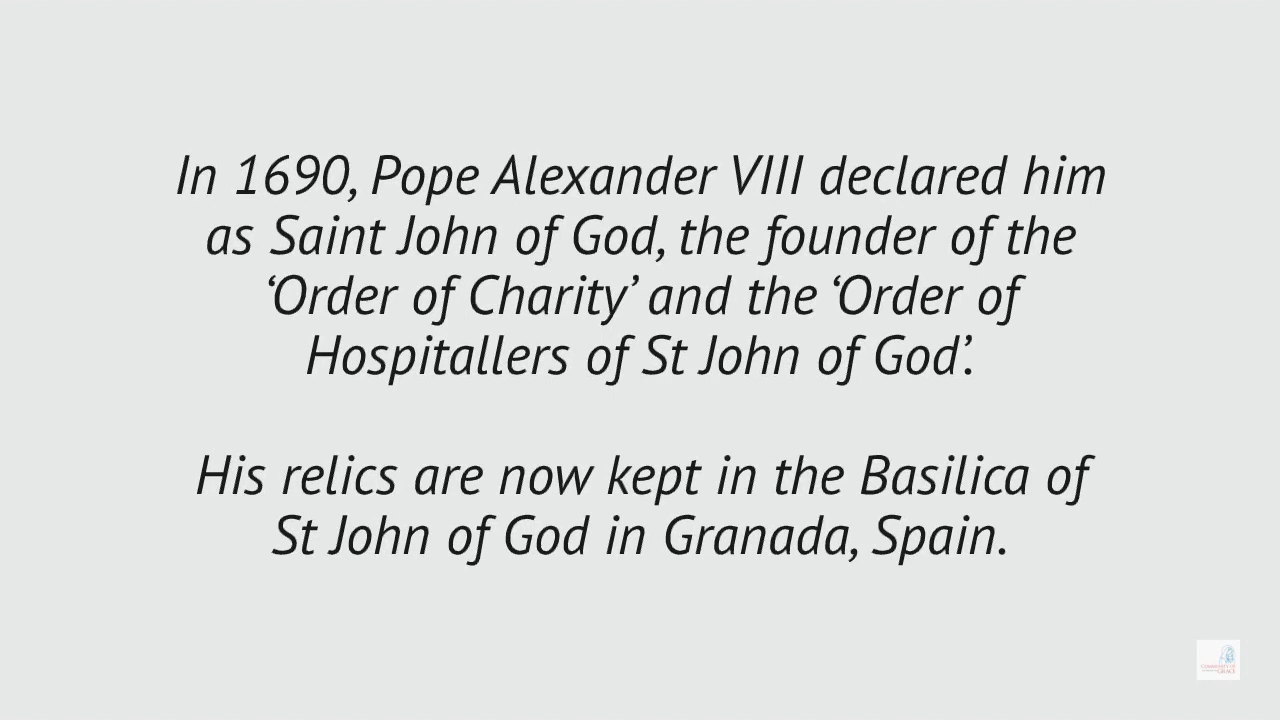 In 1690, Pope Alexander VIII declared him
as Saint John of God, the founder of the
‘Order of Charity’ and the ‘Order of
Hospitallers of St John of God’.
His relics are now kept in the Basilica of
St John of God in Granada, Spain.
GRACE